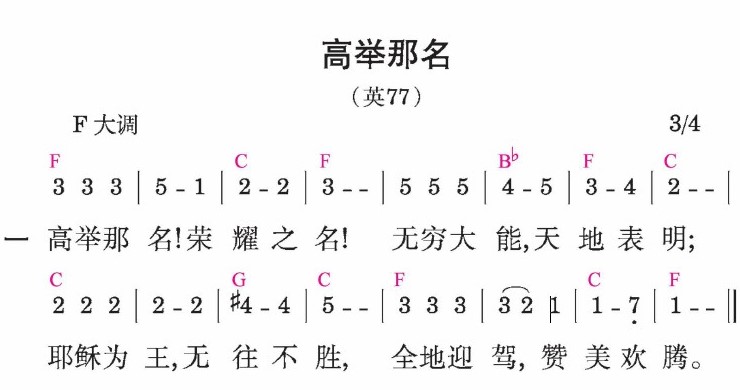 高举那名
（英77）
F 大调 3/4
F C F B♭ F C
3 3 3 | 5 - 1 | 2 - 2 | 3 - - | 5 5 5 | 4 - 5 | 3 - 4 | 2 - - |
一 高举那 名!荣 耀之 名! 无穷大 能,天 地表 明;
C G C F C F
2 2 2 | 2 - 2 | #4 - 4 | 5 - - | 3 3 3 | 3 2 1 | 1 - 7̣ | 1 - - ‖
耶稣为 王,无 往不 胜, 全地迎 驾,赞 美欢 腾。